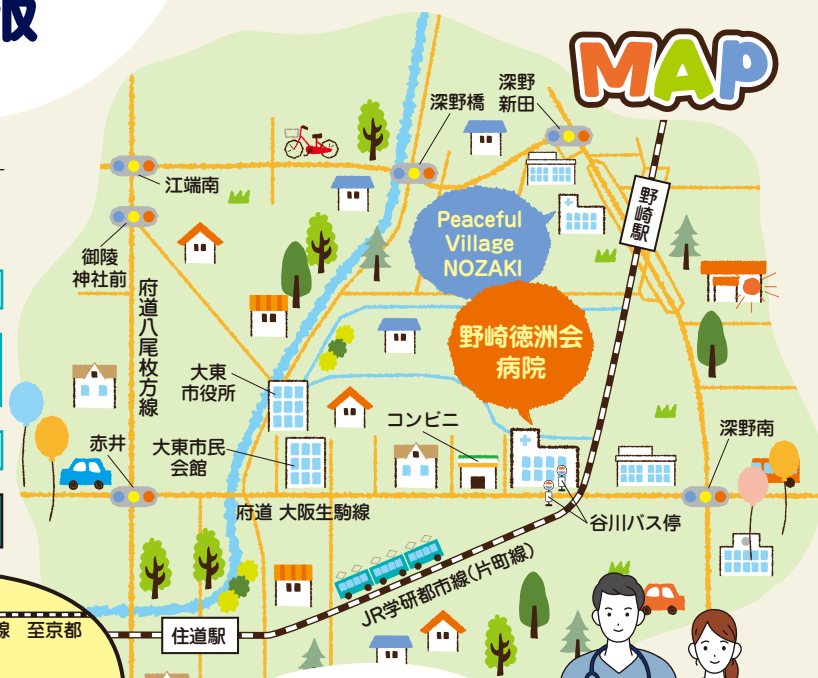 報
MAP
深野
新田
深野橋
江端南
御陵
神社前
Peaceful
Village
NOZAKI
野崎駅
府道八尾枚方線
野崎徳洲会
病院
大東
市役所
コンビニ
赤井
大東市民
会館
深野南
府道 大阪生駒線
谷川バス停
JR学研都市線(片町線)
住道駅
線 至京都